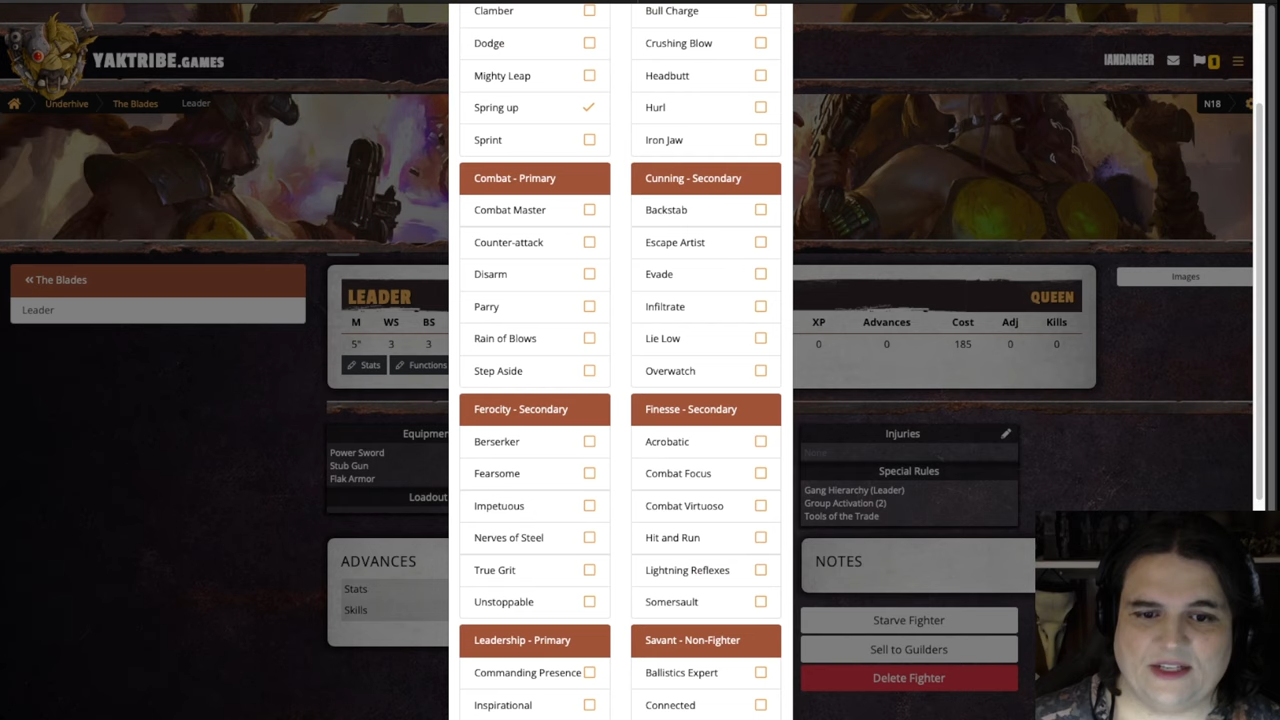 Clamber
Bull Charge
Dodge
Crushing Blow
YAKTRIBE.GAMES
IANDANGER
Mighty Leap
Headbutt
Underhive
The Blades
Leader
N18
Spring up
Hurl
Sprint
Iron Jaw
Combat - Primary
Cunning - Secondary
Combat Master
Backstab
Counter-attack
Escape Artist
Disarm
Evade
Parry
Infiltrate
Rain of Blows
Lie Low
Step Aside
Overwatch
Ferocity - Secondary
Finesse - Secondary
Berserker
Acrobatic
Fearsome
Combat Focus
Impetuous
Combat Virtuoso
Nerves of Steel
Hit and Run
True Grit
Lightning Reflexes
Unstoppable
Somersault
Leadership - Primary
Savant - Non-Fighter
Commanding Presence
Ballistics Expert
Inspirational
Connected
« The Blades
Leader
Images
LEADER
QUEEN
M WS BS
XP Advances Cost Adj Kills
5" 3 3
0 0 185 0 0
Stats
Functions
Equipmen
Power Sword
Stub Gun
Flak Armor
Loadout
Injuries
None
Special Rules
Gang Hierarchy (Leader)
Group Activation (2)
Tools of the Trade
ADVANCES
Stats
Skills
NOTES
Starve Fighter
Sell to Guilders
Delete Fighter